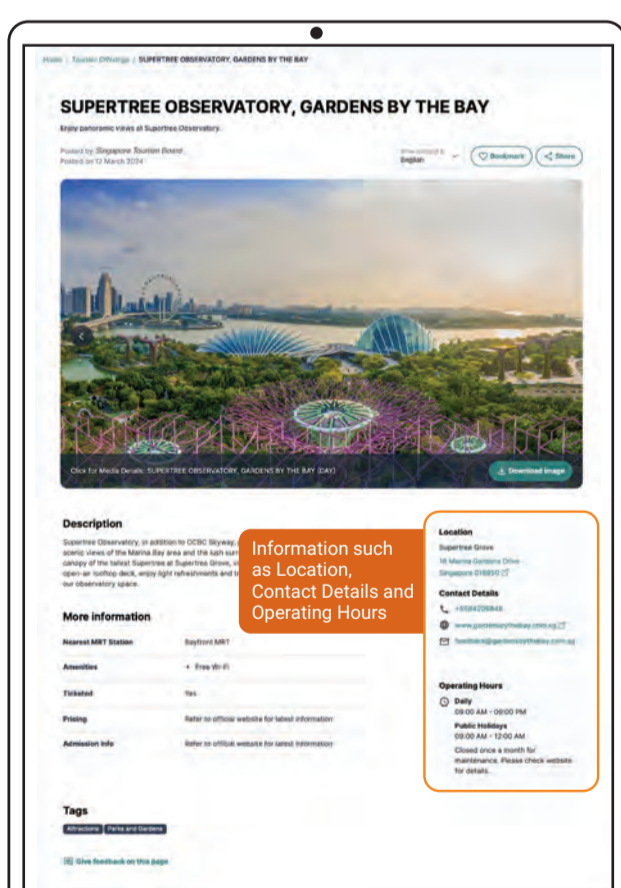 Home / Tourism Offerings / SUPERTREE OBSERVATORY, GARDENS BY THE BAY
SUPERTREE OBSERVATORY, GARDENS BY THE BAY
Enjoy panoramic views at Supertree Observatory.
Posted by Singapore Tourism Board
Posted on 12 March 2024
English
Bookmark
Share
Click for Media Details: SUPERTREE OBSERVATORY, GARDENS BY THE BAY (DAY)
Download image
Description
Supertree Observatory, in addition to OCBC Skyway,
scenic views of the Marina Bay area and the lush
canopy of the tallest Supertree at Supertree Grove,
open-air rooftop deck, enjoy light refreshments and
our observatory space.
Information such
as Location,
Contact Details and
Operating Hours
More information
Nearest MRT Station Bayfront MRT
Amenities • Free Wi-Fi
Ticketed Yes
Pricing Refer to official website for latest information
Admission Info Refer to official website for latest information
Tags
Attractions Parks and Gardens
Give feedback on this page
Location
Supertree Grove
18 Marina Gardens Drive
Singapore 018953
Contact Details
+6564206848
www.gardensbythebay.com.sg
feedback@gardensbythebay.com.sg
Operating Hours
Daily
09:00 AM - 09:00 PM
Public Holidays
09:00 AM - 12:00 AM
Closed once a month for
maintenance. Please check website
for details.